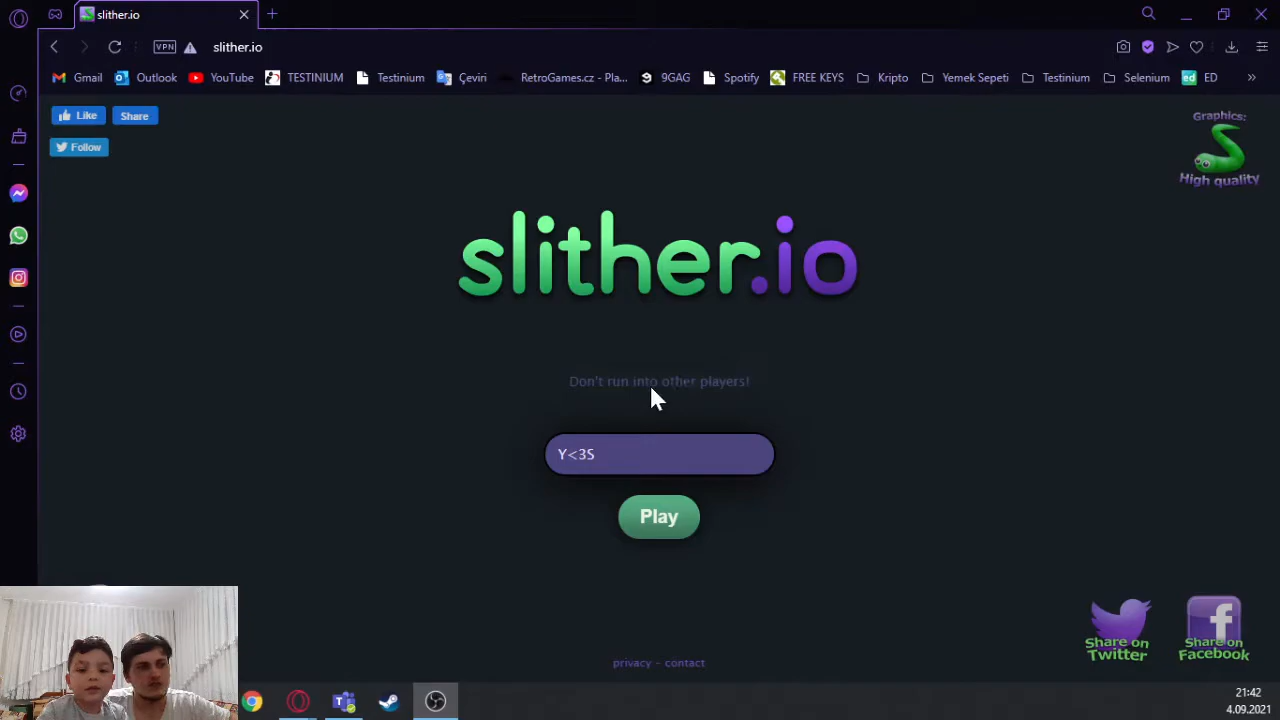 slither.io
VPN slither.io
Gmail Outlook YouTube TESTINIUM Testinium Çeviri RetroGames.cz - Pla... 9GAG Spotify FREE KEYS Kripto Yemek Sepeti Testinium Selenium ED
Like Share
Follow
Graphics:
High quality
slither.io
Don't run into other players!
Y<3S
Play
Share on Twitter
Share on Facebook
privacy - contact
21:42
4.09.2021